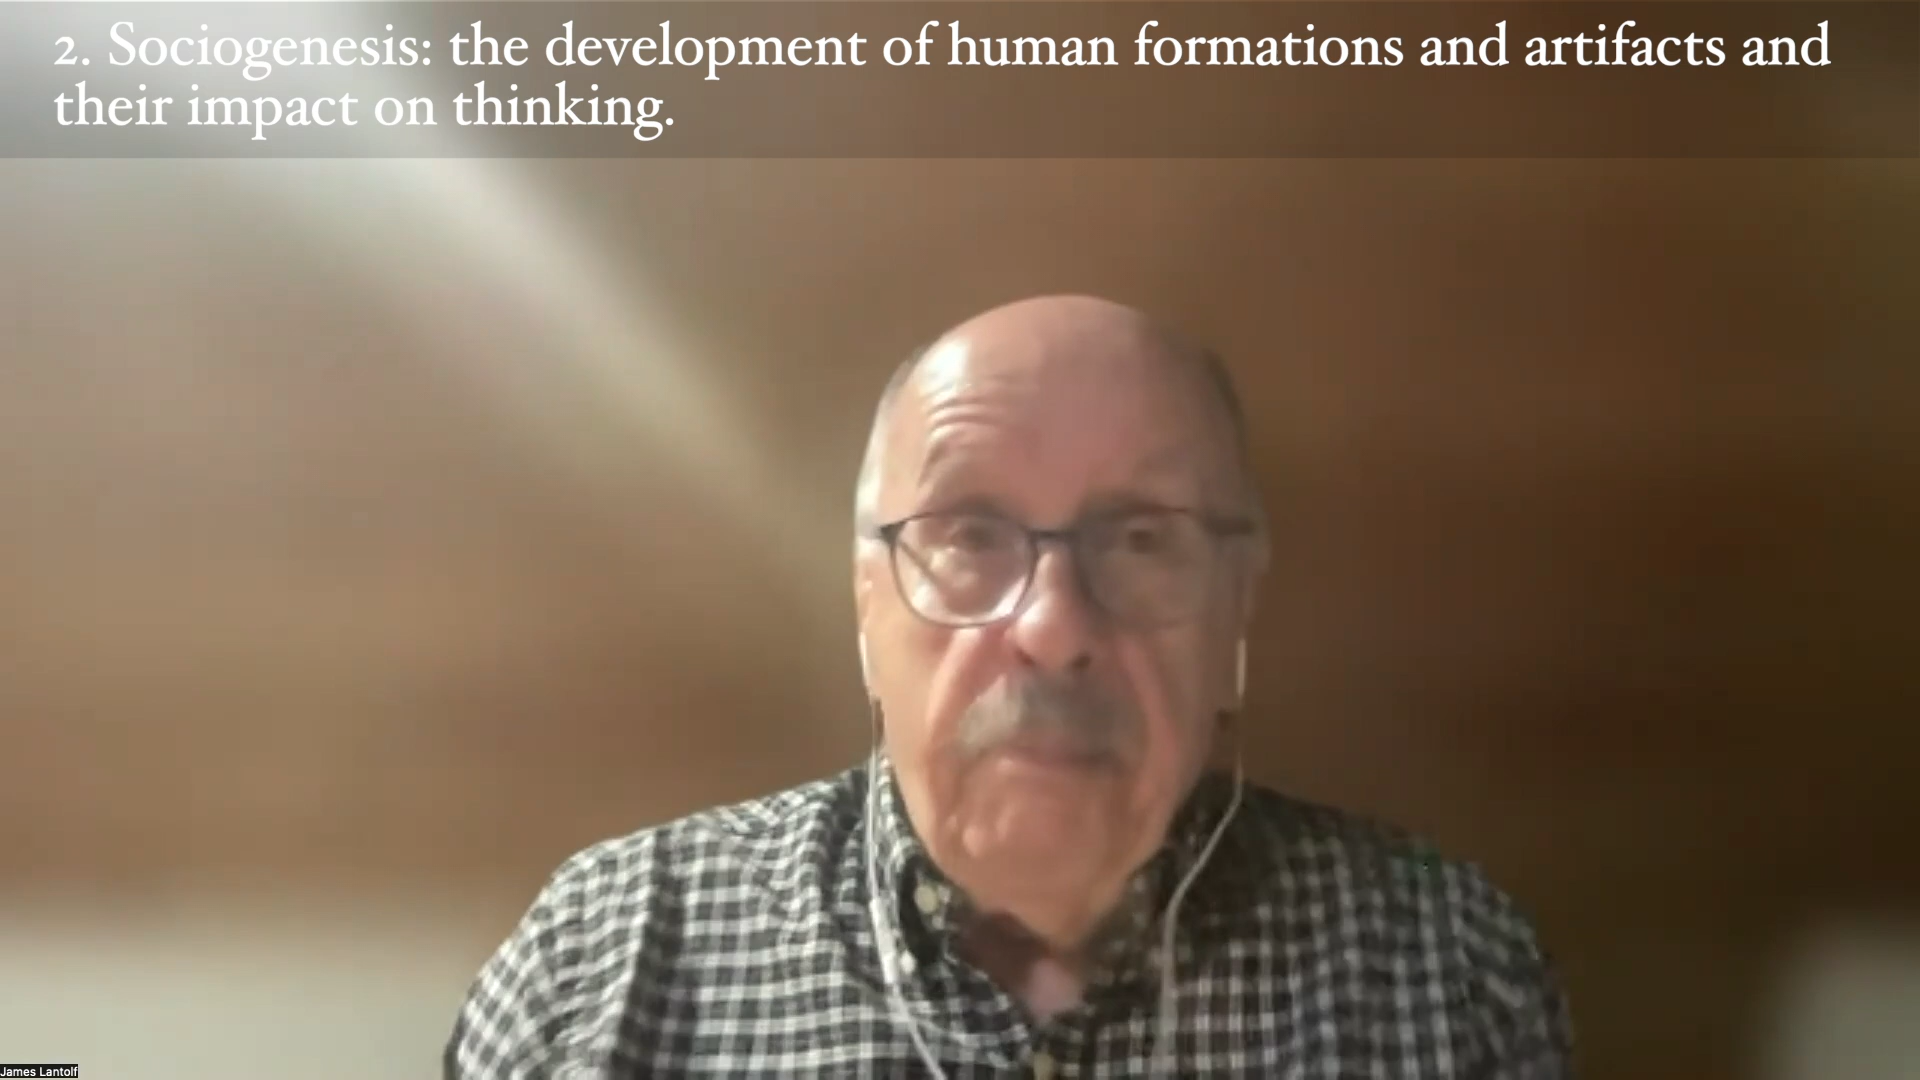 2. Sociogenesis: the development of human formations and artifacts and
their impact on thinking.
James Lantolf